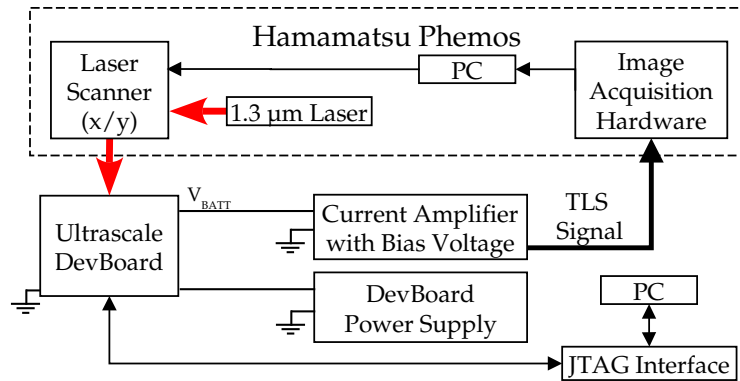 Hamamatsu Phemos
Laser
Scanner
(x/y)
PC
Image
Acquisition
Hardware
1.3 µm Laser
V_BATT
Ultrascale
DevBoard
Current Amplifier
with Bias Voltage
TLS
Signal
DevBoard
Power Supply
PC
JTAG Interface